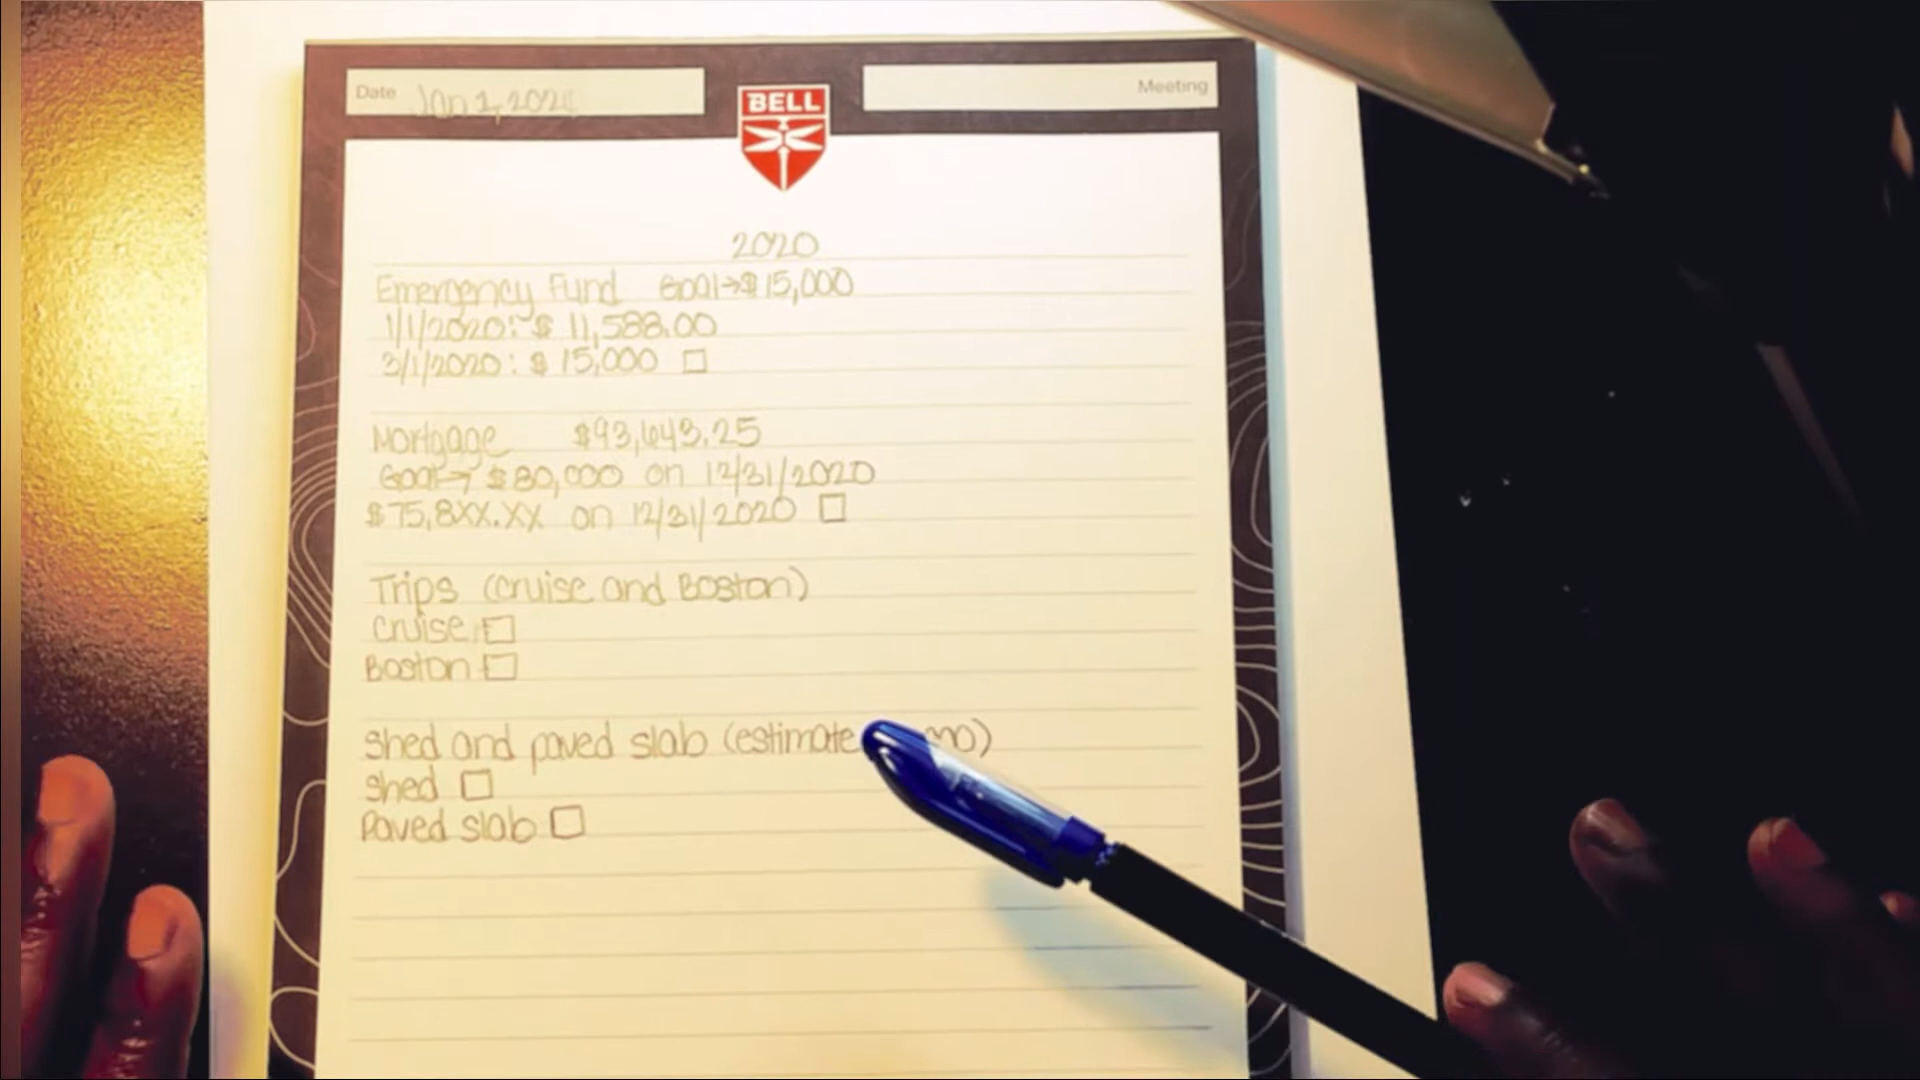 Date Jan 1, 202
BELL
Meeting
2020
Emergency Fund Goal→$15,000
1/1/2020: $ 11,588.00
3/1/2020: $ 15,000
Mortgage $93,643.25
Goal→ $80,000 on 12/31/2020
$75,8XX.XX on 12/31/2020
Trips (Cruise and Boston)
Cruise
Boston
Shed and paved slab (estimate 000)
Shed
Paved slab